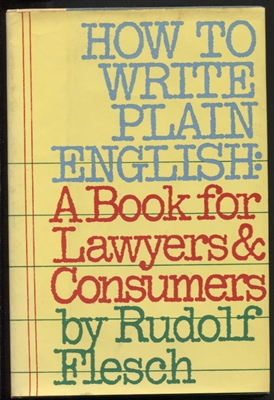 HOW TO
WRITE
PLAIN
ENGLISH:
A Book for
Lawyers &
Consumers
by Rudolf
Flesch